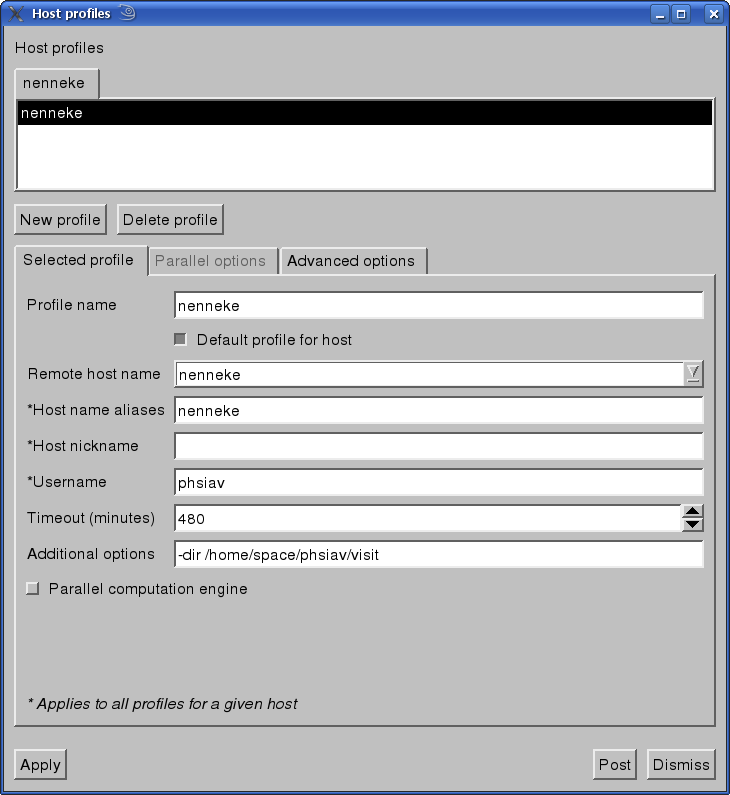 Host profiles
Host profiles
nenneke
nenneke
New profile Delete profile
Selected profile Parallel options Advanced options
Profile name nenneke
Default profile for host
Remote host name nenneke
*Host name aliases nenneke
*Host nickname
*Username phsiav
Timeout (minutes) 480
Additional options -dir /home/space/phsiav/visit
Parallel computation engine
* Applies to all profiles for a given host
Apply Post Dismiss